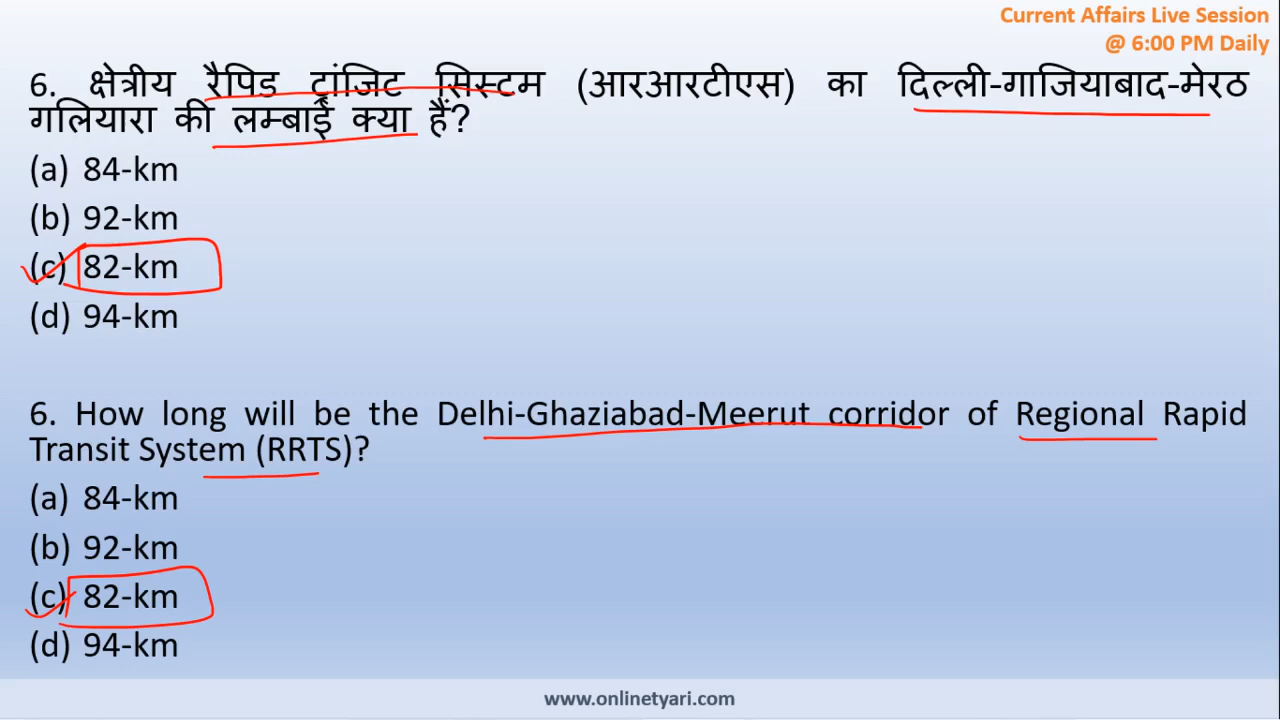 Current Affairs Live Session
@ 6:00 PM Daily
6. क्षेत्रीय रैपिड ट्रांजिट सिस्टम (आरआरटीएस) का दिल्ली-गाजियाबाद-मेरठ
गलियारा की लम्बाई क्या हैं?
(a) 84-km
(b) 92-km
(c) 82-km
(d) 94-km
6. How long will be the Delhi-Ghaziabad-Meerut corridor of Regional Rapid
Transit System (RRTS)?
(a) 84-km
(b) 92-km
(c) 82-km
(d) 94-km
www.onlinetyari.com